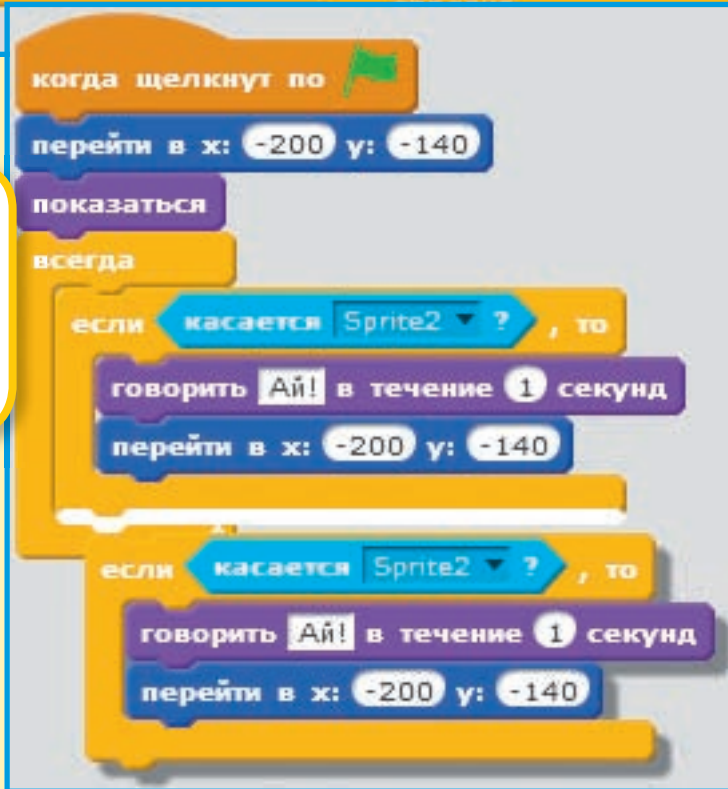 когда щелкнут по
перейти в x: -200 y: -140
показаться
всегда
если касается Sprite2 ? , то
говорить Ай! в течение 1 секунд
перейти в x: -200 y: -140
если касается Sprite2 ? , то
говорить Ай! в течение 1 секунд
перейти в x: -200 y: -140